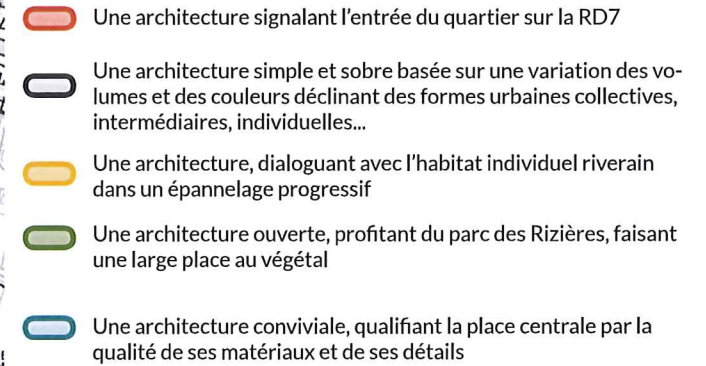 Une architecture signalant l'entrée du quartier sur la RD7
Une architecture simple et sobre basée sur une variation des vo-
lumes et des couleurs déclinant des formes urbaines collectives,
intermédiaires, individuelles...
Une architecture, dialoguant avec l'habitat individuel riverain
dans un épannelage progressif
Une architecture ouverte, profitant du parc des Rizières, faisant
une large place au végétal
Une architecture conviviale, qualifiant la place centrale par la
qualité de ses matériaux et de ses détails